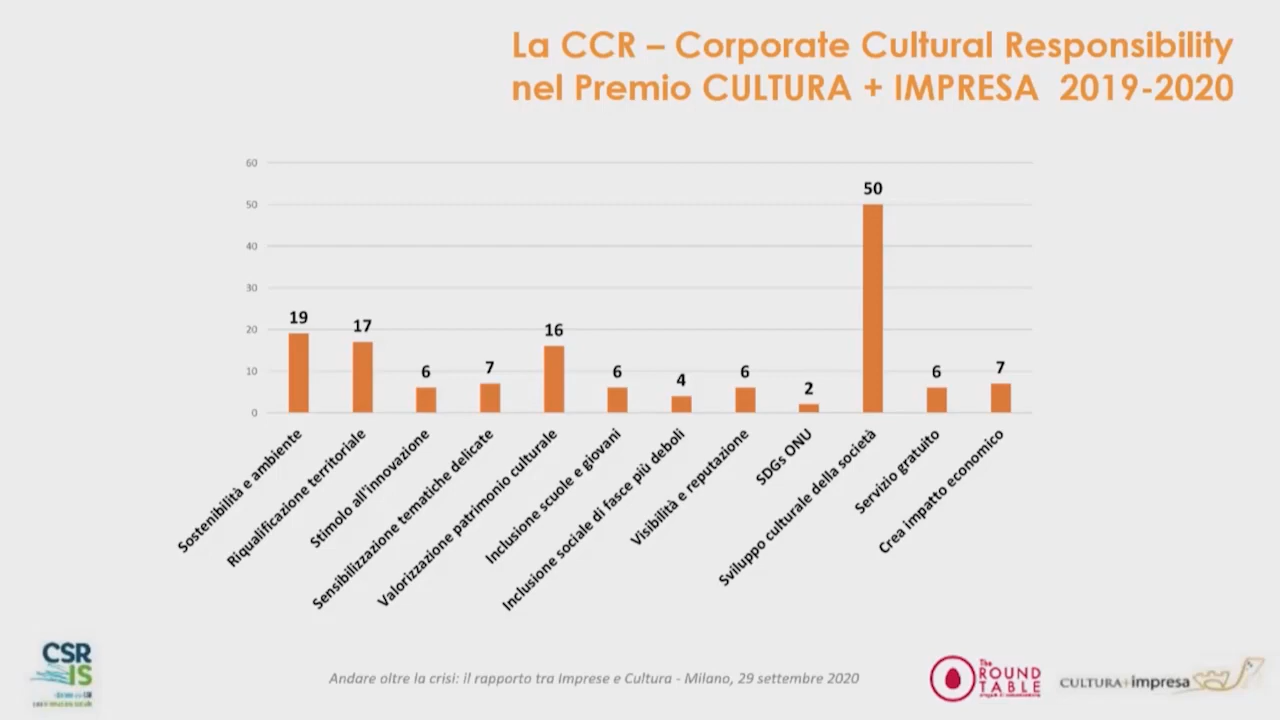 La CCR – Corporate Cultural Responsibility
nel Premio CULTURA + IMPRESA 2019-2020
60
50
40
30
20
10
0
19
17
6
7
16
6
4
6
2
50
6
7
Sostenibilità e ambiente
Riqualificazione territoriale
Stimolo all'innovazione
Sensibilizzazione tematiche delicate
Valorizzazione patrimonio culturale
Inclusione scuole e giovani
Inclusione sociale di fasce più deboli
Visibilità e reputazione
SDGs ONU
Sviluppo culturale della società
Servizio gratuito
Crea impatto economico
CSR
IS
Andare oltre la crisi: il rapporto tra Imprese e Cultura - Milano, 29 settembre 2020
The
ROUND
TABLE
CULTURA+impresa